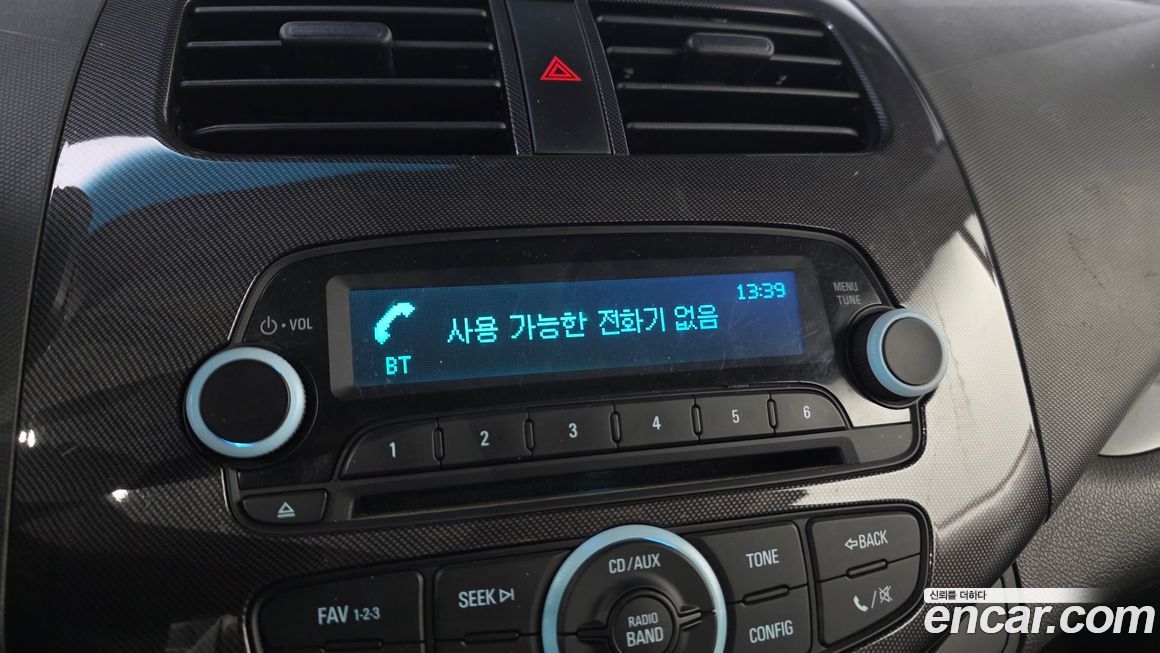 MENU
TUNE
VOL
13:39
사용 가능한 전화기 없음
BT
1
2
3
4
5
6
CD/AUX
TONE
BACK
SEEK
FAV 1-2-3
RADIO
BAND
CONFIG
신뢰를 더하다
encar.com